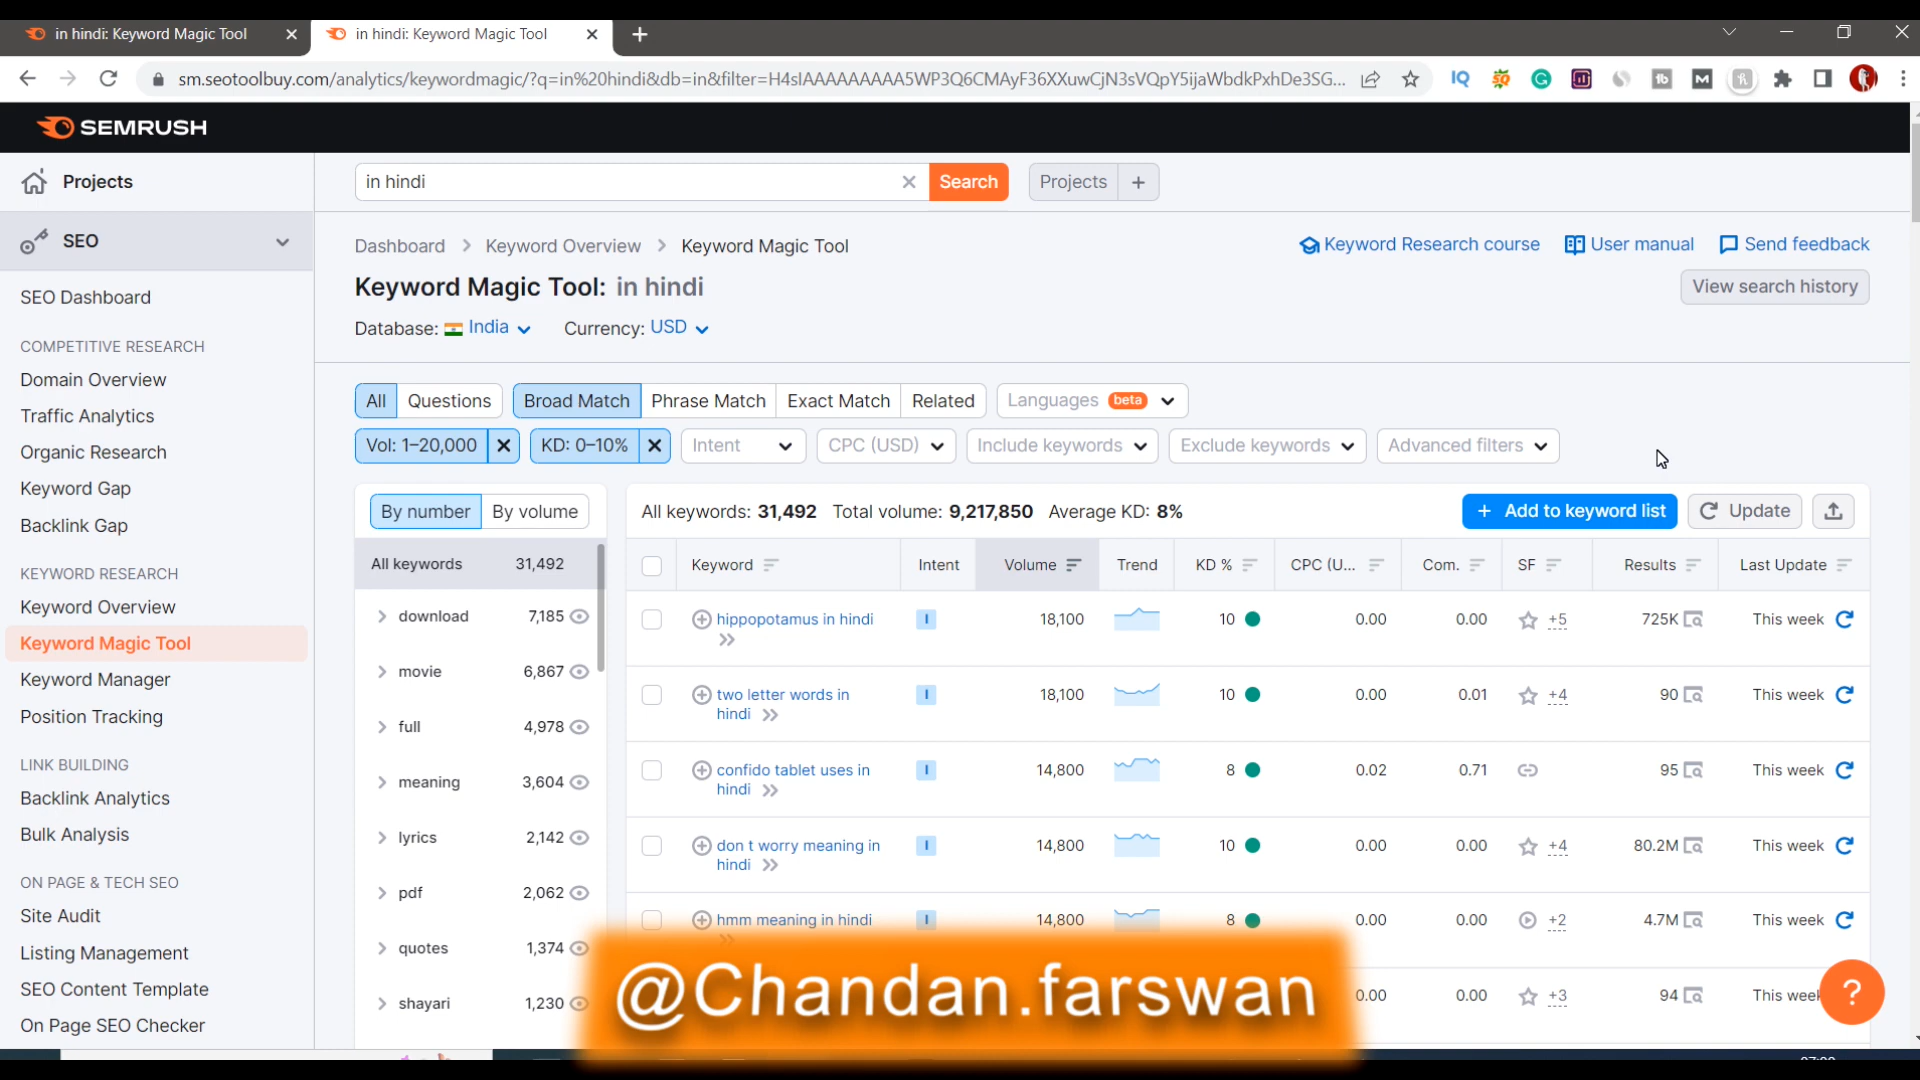 in hindi: Keyword Magic Tool
in hindi: Keyword Magic Tool
sm.seotoolbuy.com/analytics/keywordmagic/?q=in%20hindi&db=in&filter=H4sIAAAAAAAAA5WP3Q6CMAyF36XXuwCjN3sVQpY5ijaWbdkPxhDe3SG...
SEMRUSH
Projects
in hindi
Search
Projects +
SEO
Dashboard > Keyword Overview > Keyword Magic Tool
Keyword Research course
User manual
Send feedback
Keyword Magic Tool: in hindi
View search history
Database: India Currency: USD
SEO Dashboard
COMPETITIVE RESEARCH
Domain Overview
Traffic Analytics
Organic Research
Keyword Gap
Backlink Gap
KEYWORD RESEARCH
Keyword Overview
Keyword Magic Tool
Keyword Manager
Position Tracking
LINK BUILDING
Backlink Analytics
Bulk Analysis
ON PAGE & TECH SEO
Site Audit
Listing Management
SEO Content Template
On Page SEO Checker
All Questions Broad Match Phrase Match Exact Match Related Languages beta
Vol: 1–20,000 KD: 0–10% Intent CPC (USD) Include keywords Exclude keywords Advanced filters
By number By volume
All keywords 31,492
download 7,185
movie 6,867
full 4,978
meaning 3,604
lyrics 2,142
pdf 2,062
quotes 1,374
shayari 1,230
All keywords: 31,492 Total volume: 9,217,850 Average KD: 8%
+ Add to keyword list
Update
Keyword Intent Volume Trend KD % CPC (U... Com. SF Results Last Update
hippopotamus in hindi I 18,100 10 0.00 0.00 +5 725K This week
two letter words in hindi I 18,100 10 0.00 0.01 +4 90 This week
confido tablet uses in hindi I 14,800 8 0.02 0.71 95 This week
don t worry meaning in hindi I 14,800 10 0.00 0.00 +4 80.2M This week
hmm meaning in hindi I 14,800 8 0.00 0.00 +2 4.7M This week
0.00 0.00 +3 94 This week
?
@Chandan.farswan